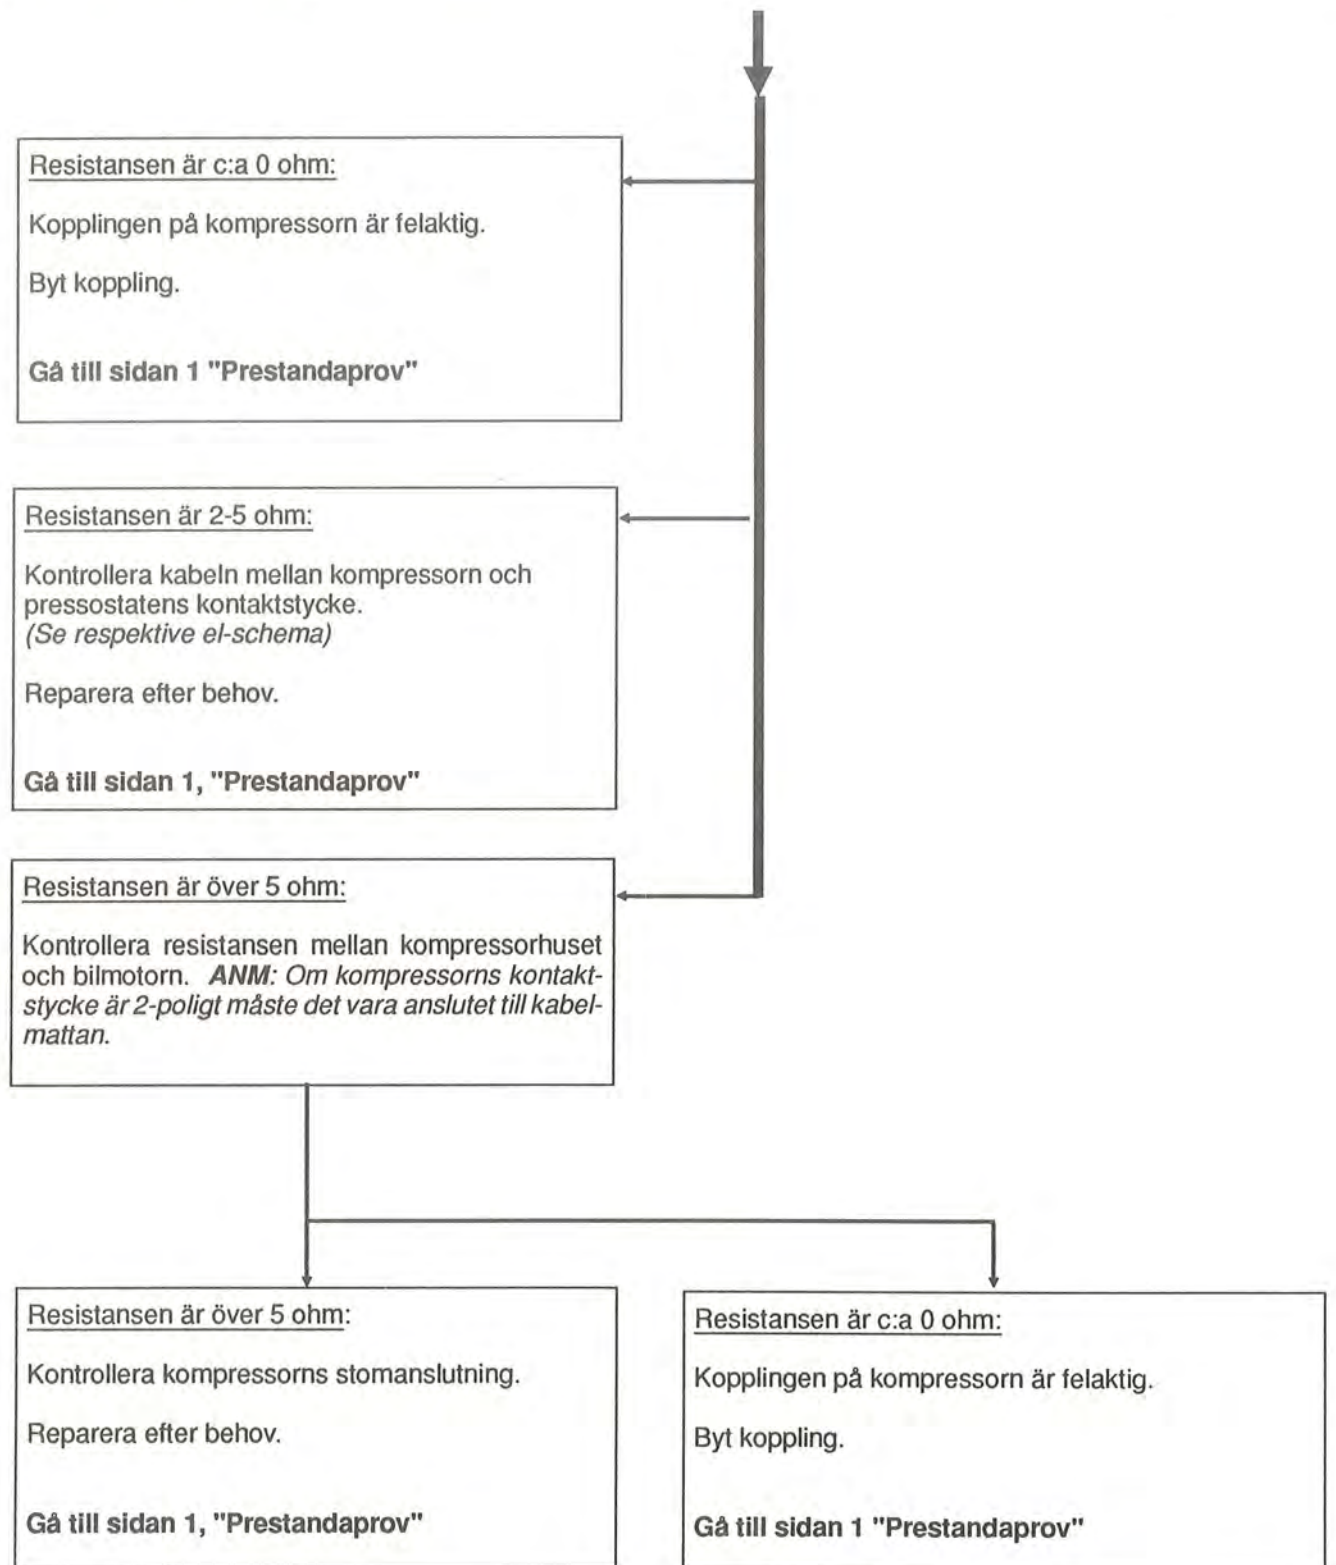 Resistansen är c:a 0 ohm:
Kopplingen på kompressorn är felaktig.
Byt koppling.
Gå till sidan 1 "Prestandaprov"
Resistansen är 2-5 ohm:
Kontrollera kabeln mellan kompressorn och
pressostatens kontaktstycke.
(Se respektive el-schema)
Reparera efter behov.
Gå till sidan 1, "Prestandaprov"
Resistansen är över 5 ohm:
Kontrollera resistansen mellan kompressorhuset
och bilmotorn. ANM: Om kompressorns kontakt-
stycke är 2-poligt måste det vara anslutet till kabel-
mattan.
Resistansen är över 5 ohm:
Kontrollera kompressorns stomanslutning.
Reparera efter behov.
Gå till sidan 1, "Prestandaprov"
Resistansen är c:a 0 ohm:
Kopplingen på kompressorn är felaktig.
Byt koppling.
Gå till sidan 1 "Prestandaprov"